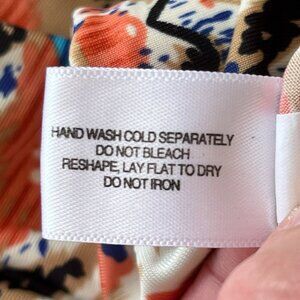 HAND WASH COLD SEPARATELY
DO NOT BLEACH
RESHAPE, LAY FLAT TO DRY
DO NOT IRON